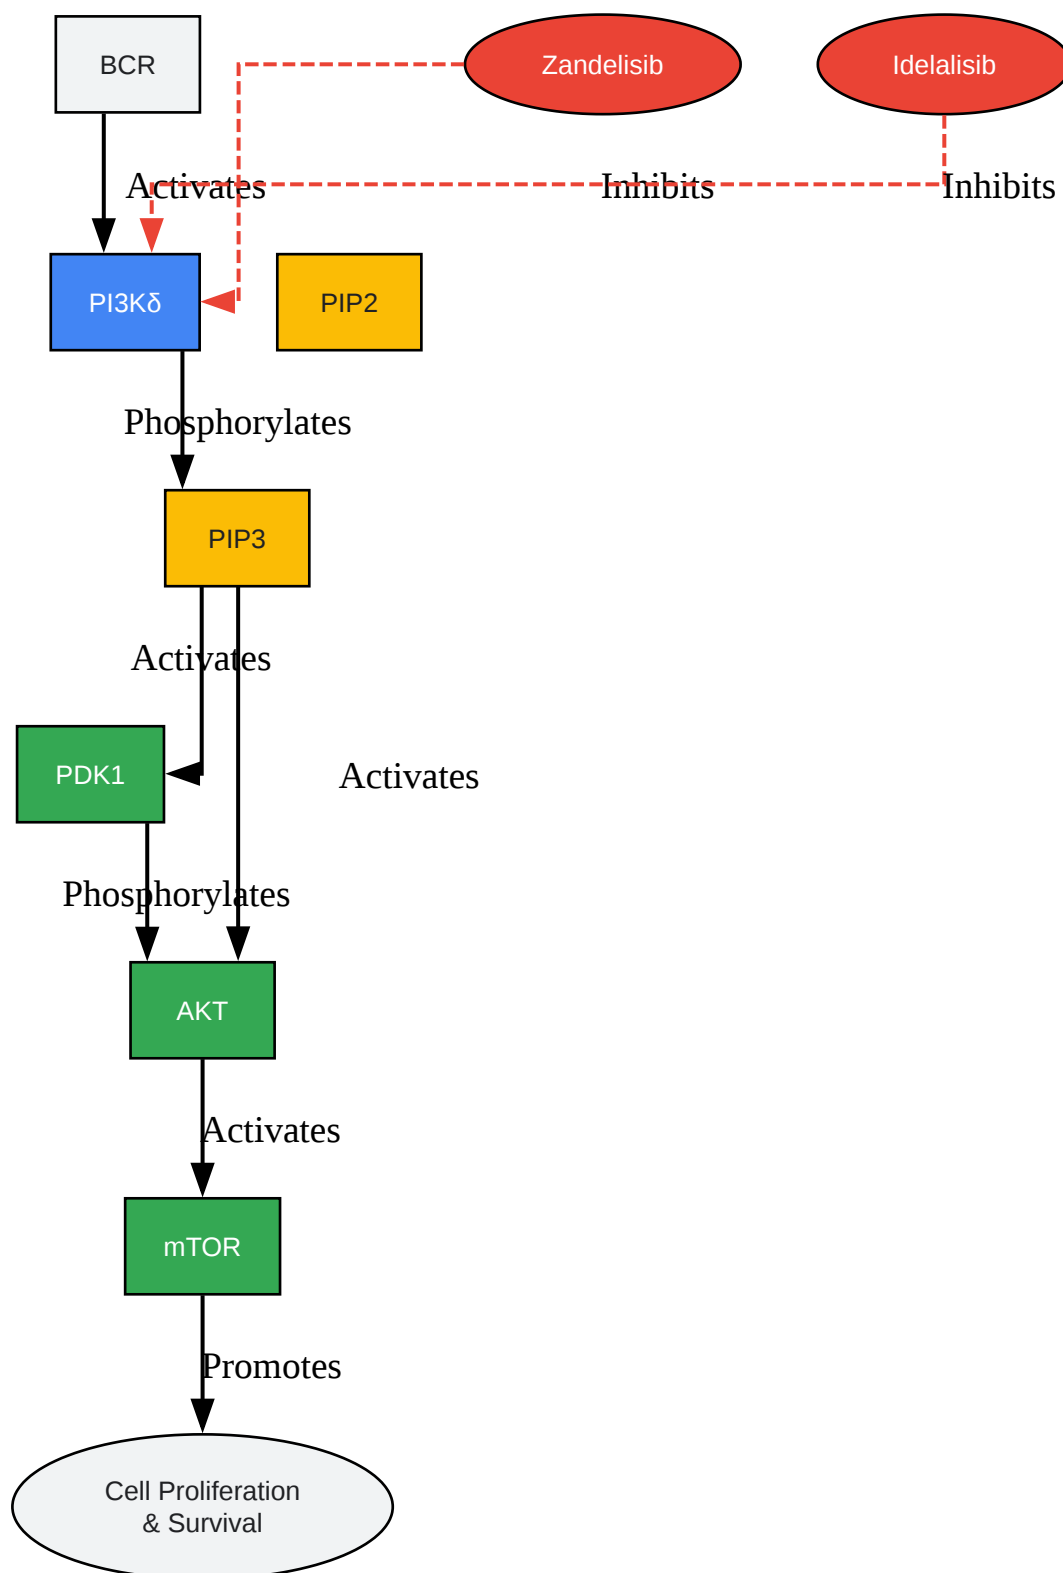 BCR
Zandelisib
Idelalisib
Activates
Inhibits
Inhibits
PI3Kδ
PIP2
Phosphorylates
PIP3
Activates
PDK1
Activates
Phosphorylates
AKT
Activates
mTOR
Promotes
Cell Proliferation
& Survival